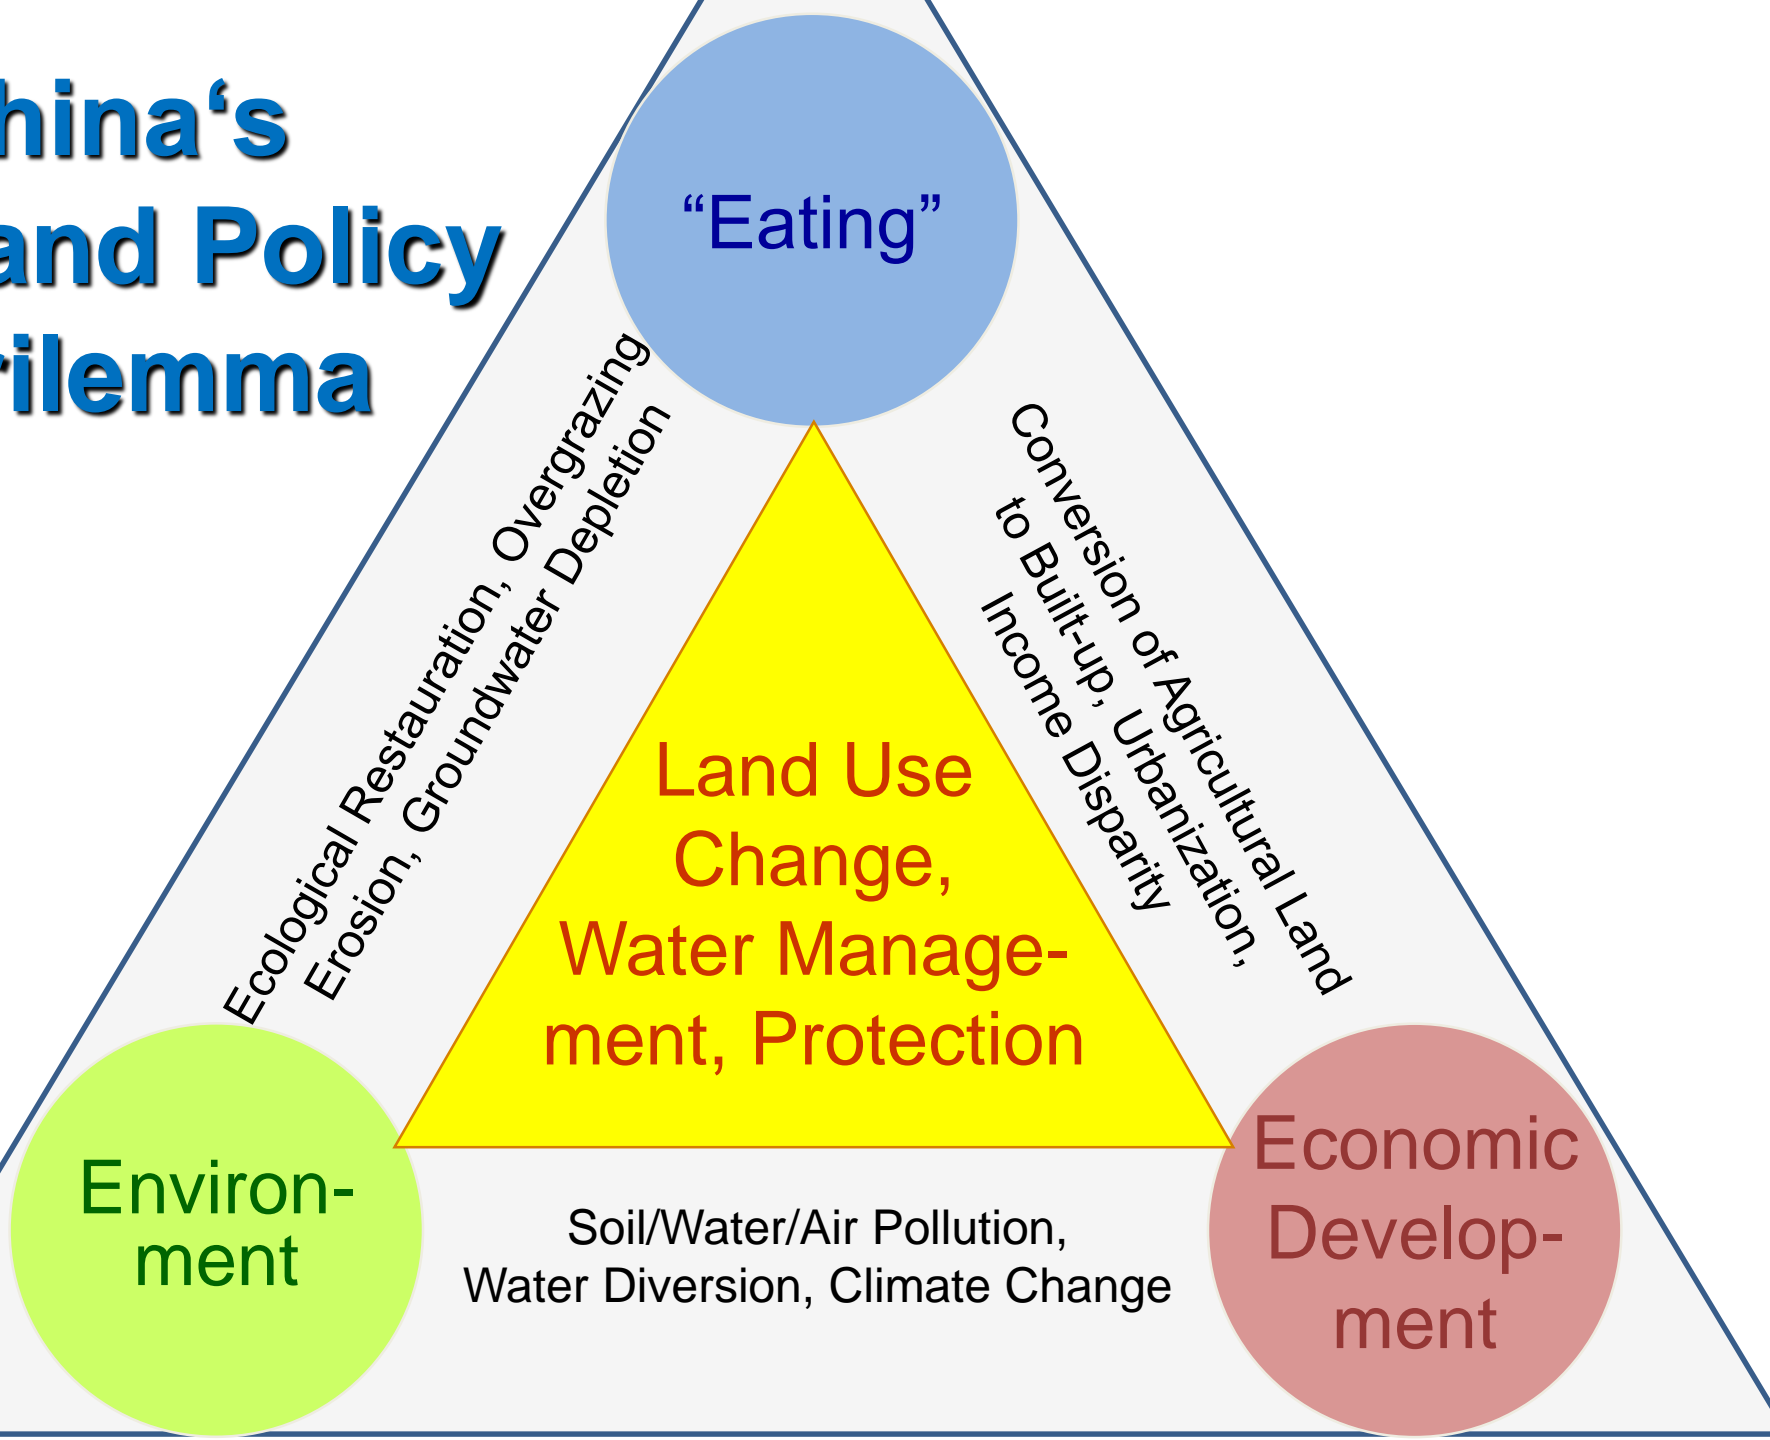 hina‘s
and Policy
rilemma
“Eating”
Ecological Restauration, Overgrazing
Erosion, Groundwater Depletion
Conversion of Agricultural Land
to Built-up, Urbanization,
Income Disparity
Land Use
Change,
Water Manage-
ment, Protection
Environ-
ment
Soil/Water/Air Pollution,
Water Diversion, Climate Change
Economic
Develop-
ment